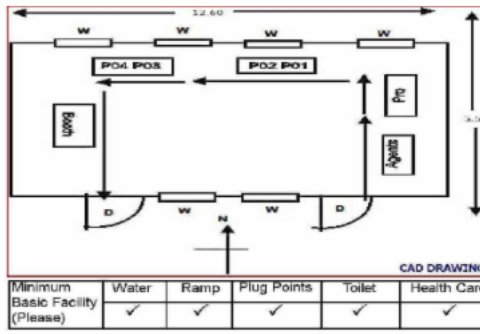 12.60
W W W W
P04 P03 P02 P01
Pro
Booth
Agents
D W W D
N
CAD DRAWING
Minimum Basic Facility (Please) Water Ramp Plug Points Toilet Health Care
✓ ✓ ✓ ✓ ✓